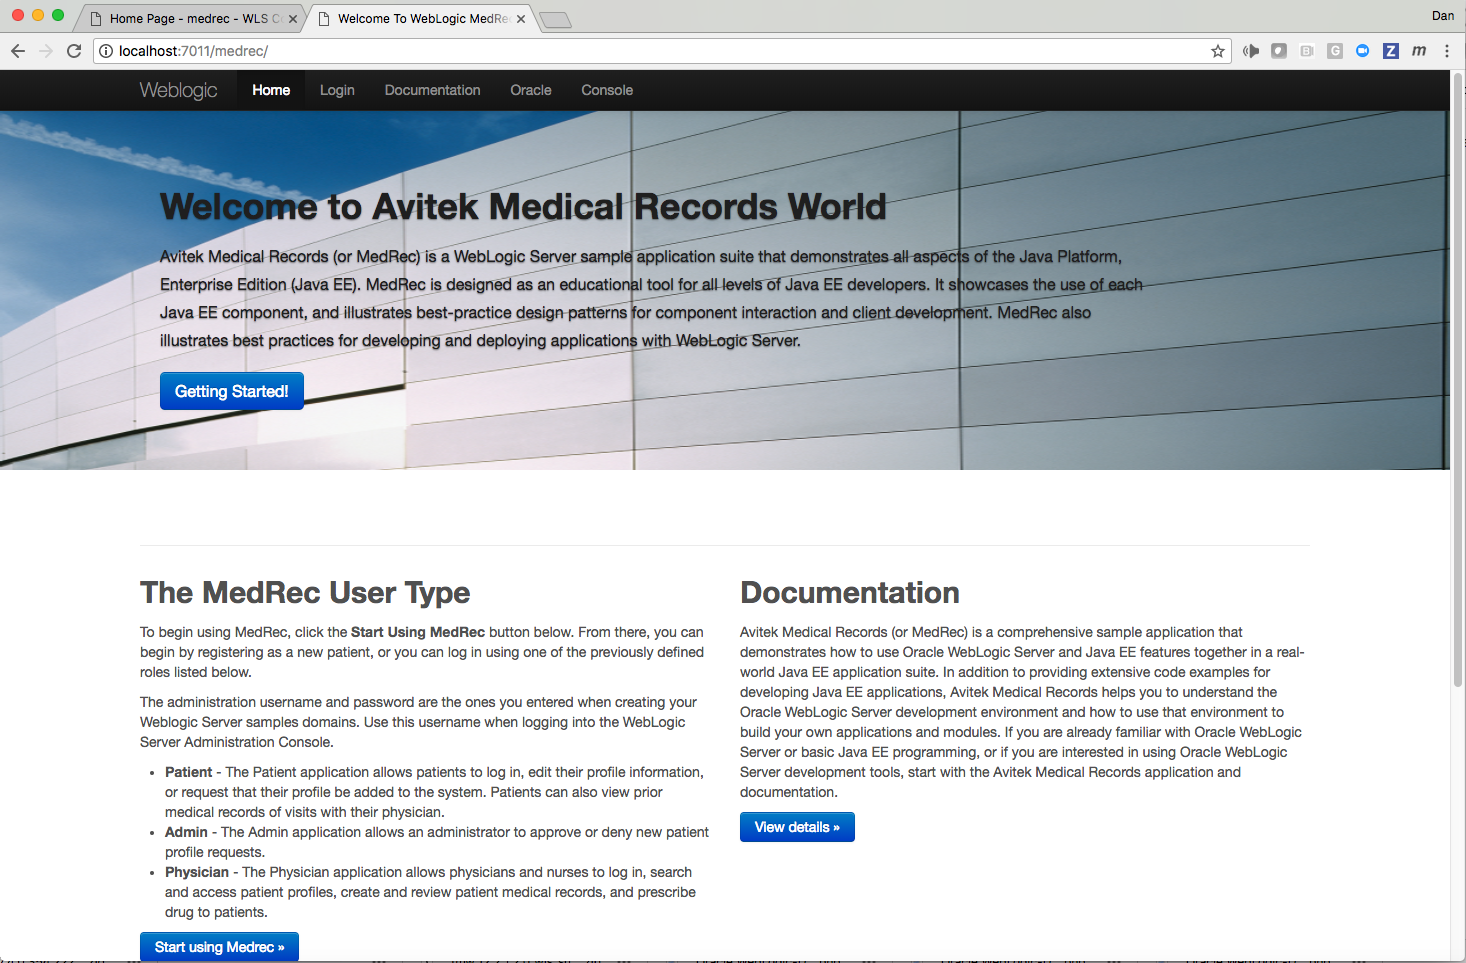 Dan
Home Page - medrec - WLS C
Welcome To WebLogic MedRe
localhost:7011/medrec/
B
G
Z
m
Weblogic Home Login Documentation Oracle Console
Welcome to Avitek Medical Records World
Avitek Medical Records (or MedRec) is a WebLogic Server sample application suite that demonstrates all aspects of the Java Platform,
Enterprise Edition (Java EE). MedRec is designed as an educational tool for all levels of Java EE developers. It showcases the use of each
Java EE component, and illustrates best-practice design patterns for component interaction and client development. MedRec also
illustrates best practices for developing and deploying applications with WebLogic Server.
Getting Started!
The MedRec User Type
To begin using MedRec, click the Start Using MedRec button below. From there, you can
begin by registering as a new patient, or you can log in using one of the previously defined
roles listed below.
The administration username and password are the ones you entered when creating your
Weblogic Server samples domains. Use this username when logging into the WebLogic
Server Administration Console.
• Patient - The Patient application allows patients to log in, edit their profile information,
or request that their profile be added to the system. Patients can also view prior
medical records of visits with their physician.
• Admin - The Admin application allows an administrator to approve or deny new patient
profile requests.
• Physician - The Physician application allows physicians and nurses to log in, search
and access patient profiles, create and review patient medical records, and prescribe
drug to patients.
Start using Medrec »
Documentation
Avitek Medical Records (or MedRec) is a comprehensive sample application that
demonstrates how to use Oracle WebLogic Server and Java EE features together in a real-
world Java EE application suite. In addition to providing extensive code examples for
developing Java EE applications, Avitek Medical Records helps you to understand the
Oracle WebLogic Server development environment and how to use that environment to
build your own applications and modules. If you are already familiar with Oracle WebLogic
Server or basic Java EE programming, or if you are interested in using Oracle WebLogic
Server development tools, start with the Avitek Medical Records application and
documentation.
View details »